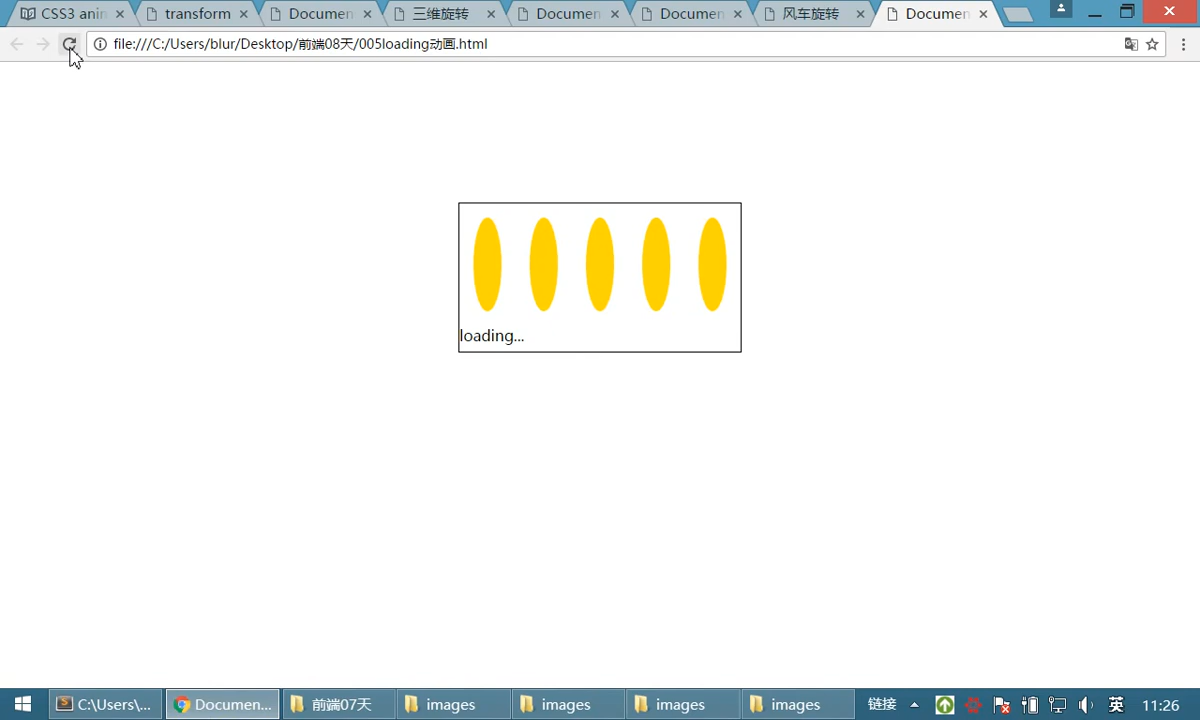 CSS3 ani
transform
Documen
三维旋转
Documen
Documen
风车旋转
Documen
file:///C:/Users/blur/Desktop/前端08天/005loading动画.html
loading...
C:\Users\...
Documen...
前端07天
images
images
images
images
链接
英
11:26